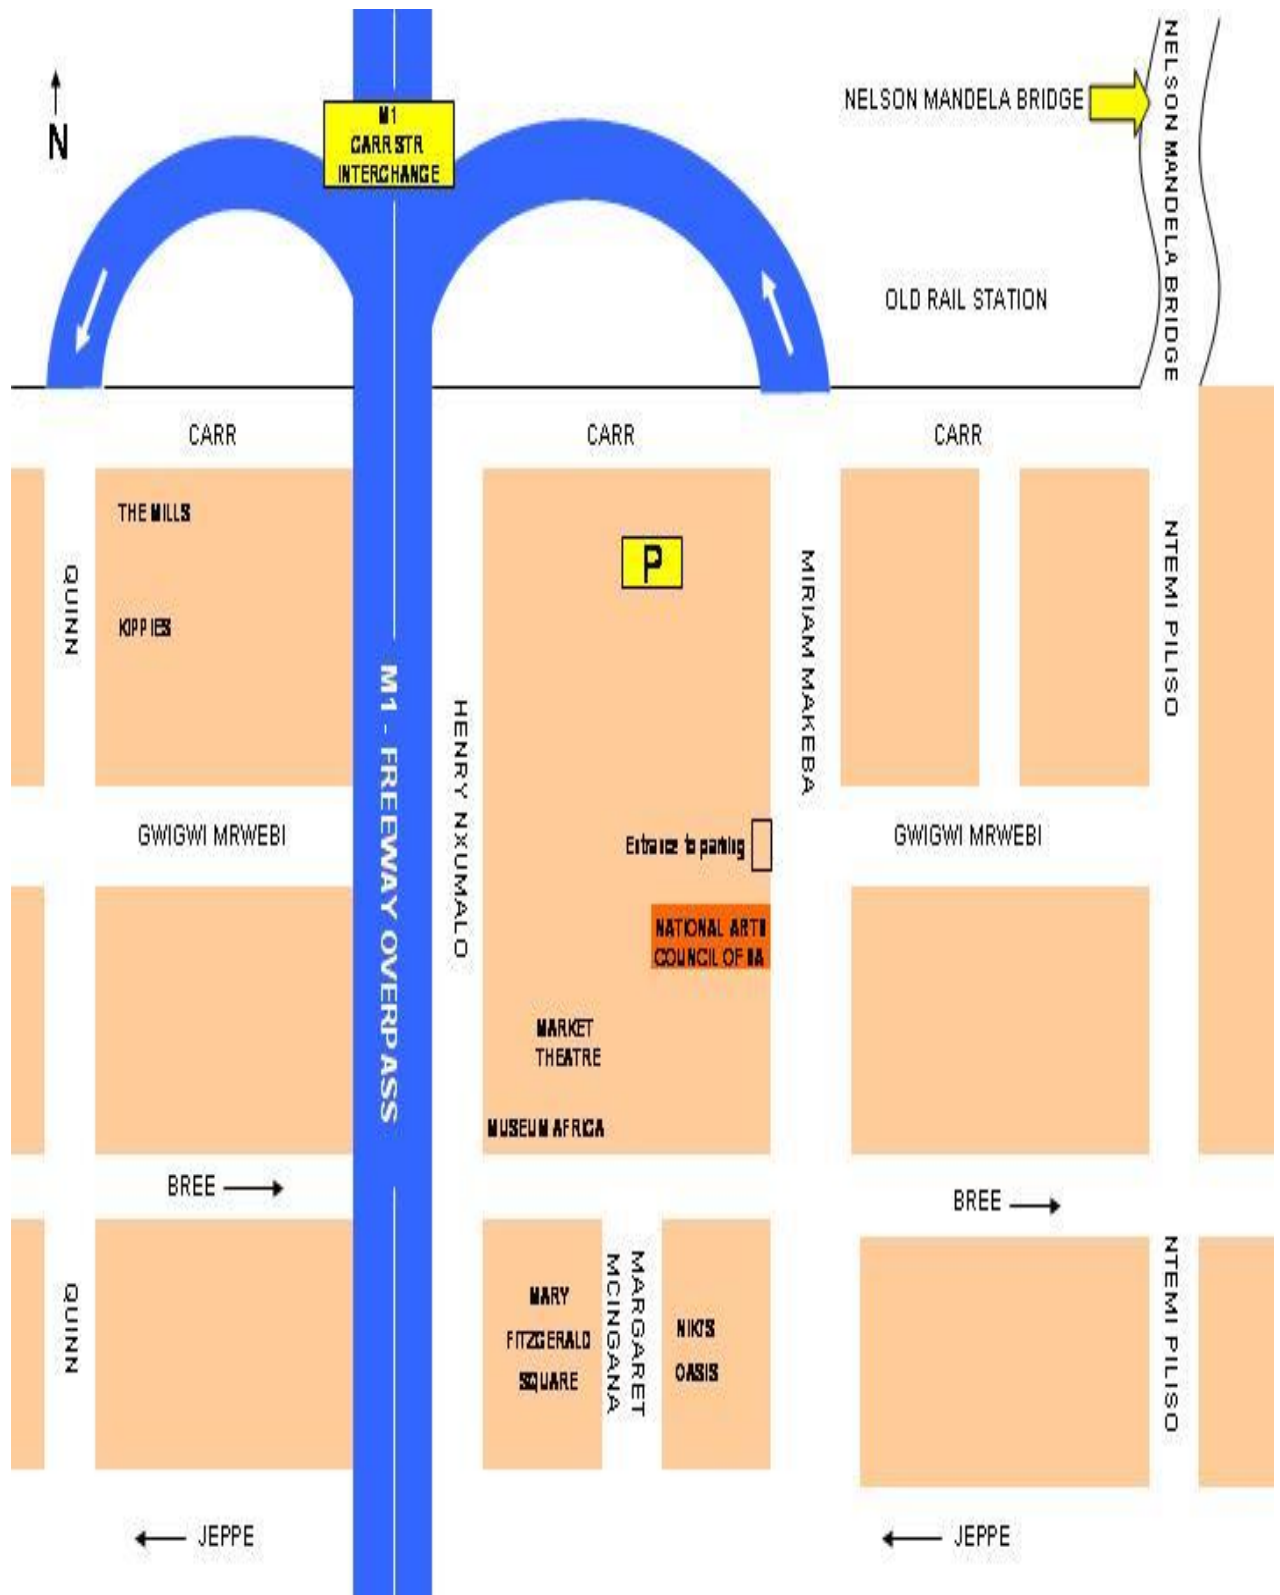 N
M1
CARR STR
INTERCHANGE
NELSON MANDELA BRIDGE
NELSON MANDELA BRIDGE
OLD RAIL STATION
CARR
CARR
CARR
THE MILLS
KIPPIES
P
QUINN
M1 - FREEWAY OVERPASS
HENRY NXUMALO
MIRIAM MAKEBA
NTEMI PILISO
GWIGWI MRWEBI
Entrance to parking
GWIGWI MRWEBI
NATIONAL ARTS
COUNCIL OF SA
MARKET
THEATRE
MUSEUM AFRICA
BREE
BREE
QUINN
MARY
FITZGERALD
SQUARE
MARGARET
MCINGANA
NIKI'S
OASIS
NTEMI PILISO
JEPPE
JEPPE